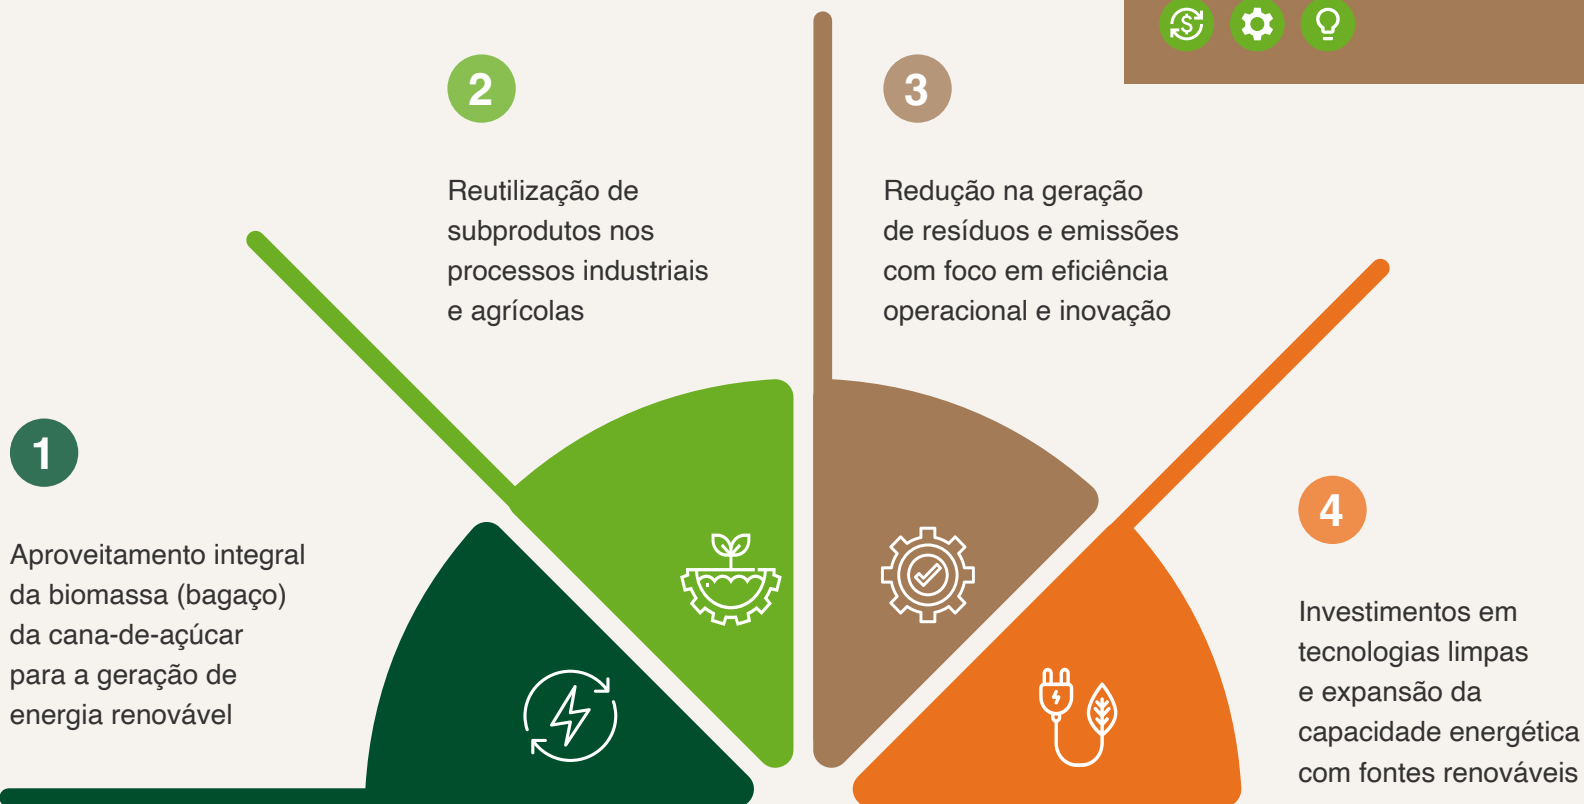 1
Aproveitamento integral
da biomassa (bagaço)
da cana-de-açúcar
para a geração de
energia renovável
2
Reutilização de
subprodutos nos
processos industriais
e agrícolas
3
Redução na geração
de resíduos e emissões
com foco em eficiência
operacional e inovação
4
Investimentos em
tecnologias limpas
e expansão da
capacidade energética
com fontes renováveis